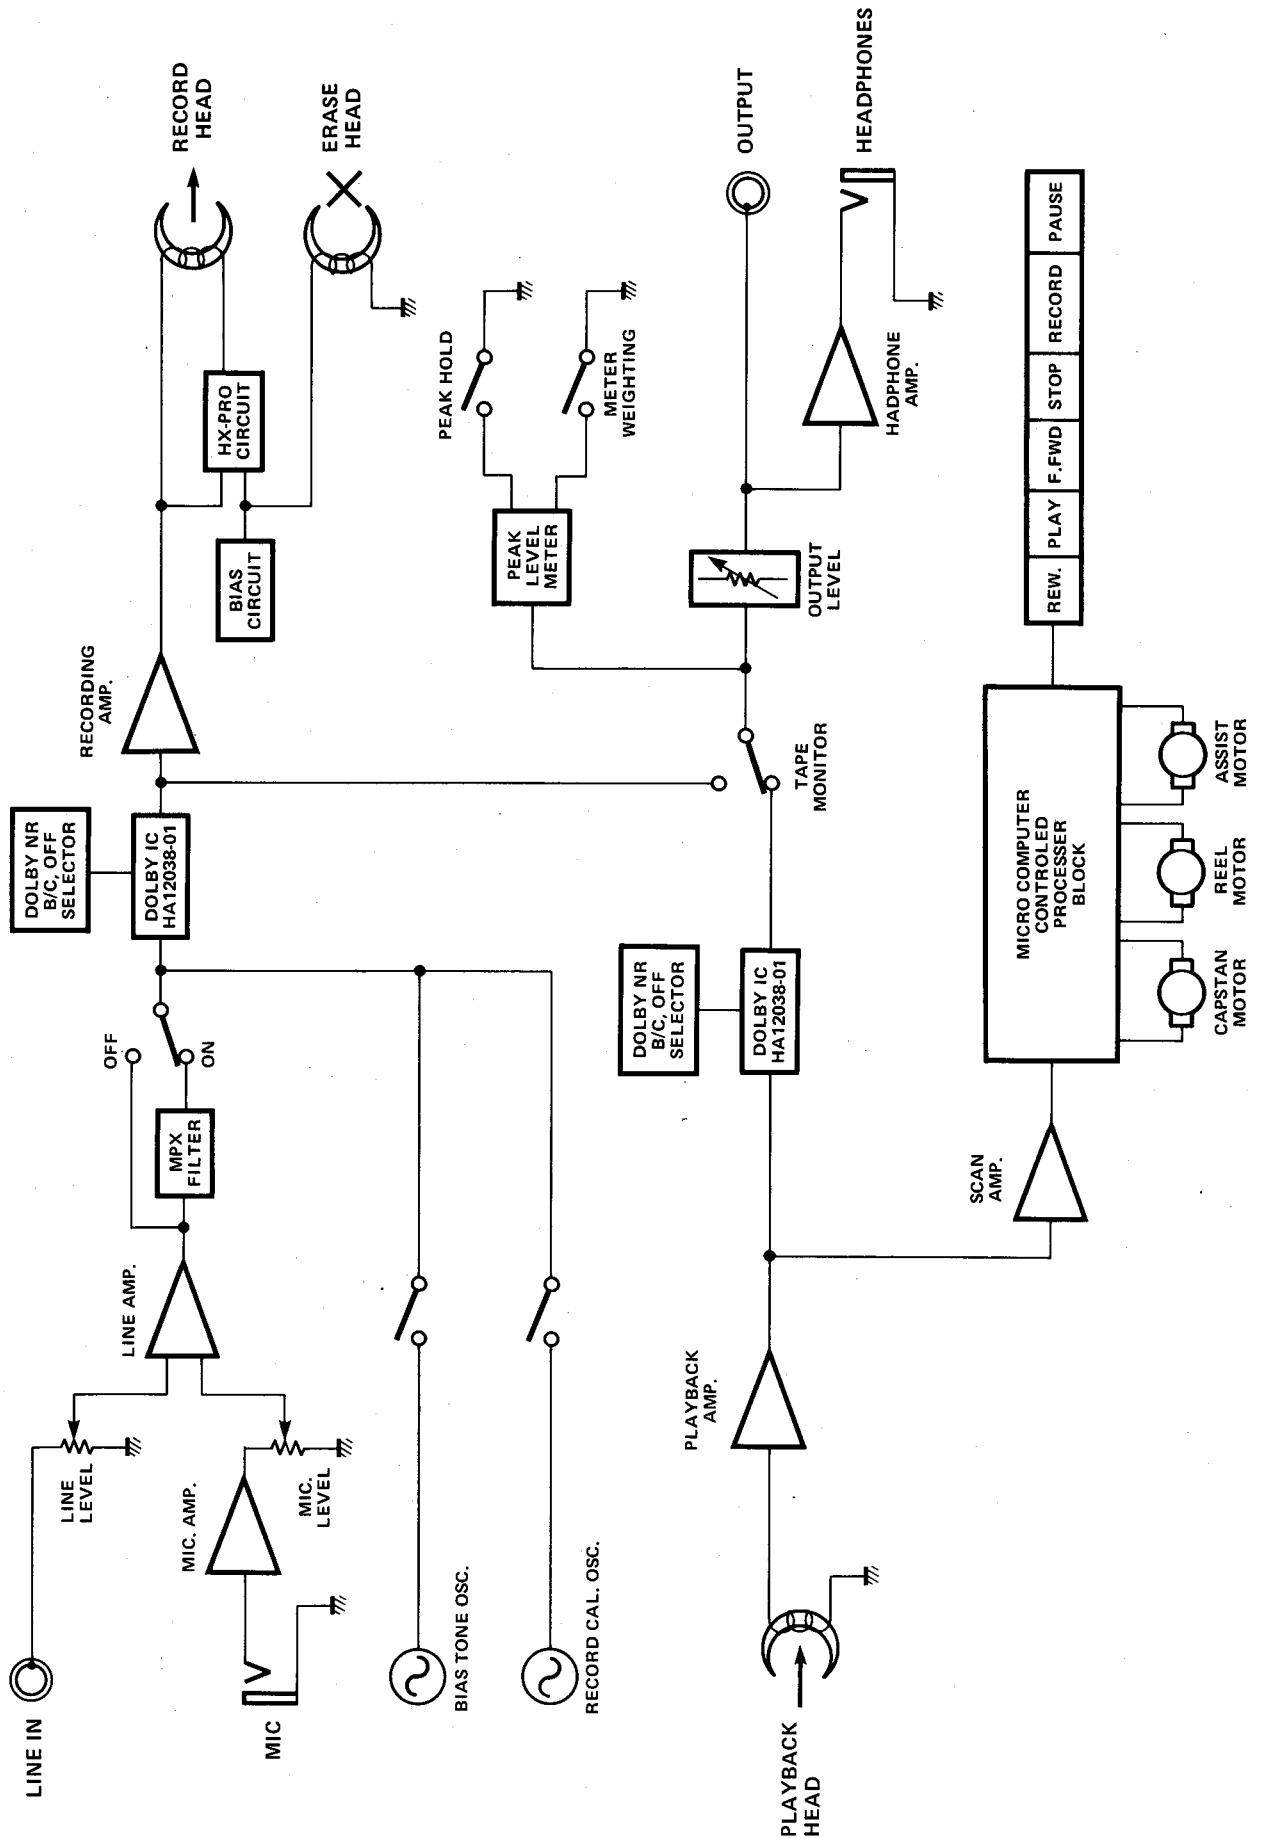 LINE IN
LINE
LEVEL
LINE AMP.
OFF
ON
MPX
FILTER
DOLBY NR
B/C, OFF
SELECTOR
DOLBY IC
HA12038-01
RECORDING
AMP.
BIAS
CIRCUIT
HX-PRO
CIRCUIT
RECORD
HEAD
ERASE
HEAD
MIC
MIC. AMP.
MIC.
LEVEL
BIAS TONE OSC.
RECORD CAL. OSC.
PEAK
LEVEL
METER
PEAK HOLD
METER
WEIGHTING
PLAYBACK
HEAD
PLAYBACK
AMP.
DOLBY NR
B/C, OFF
SELECTOR
DOLBY IC
HA12038-01
TAPE
MONITOR
OUTPUT
LEVEL
OUTPUT
HADPHONE
AMP.
HEADPHONES
SCAN
AMP.
MICRO COMPUTER
CONTROLED
PROCESSER
BLOCK
REW.
PLAY
F.FWD
STOP
RECORD
PAUSE
CAPSTAN
MOTOR
REEL
MOTOR
ASSIST
MOTOR